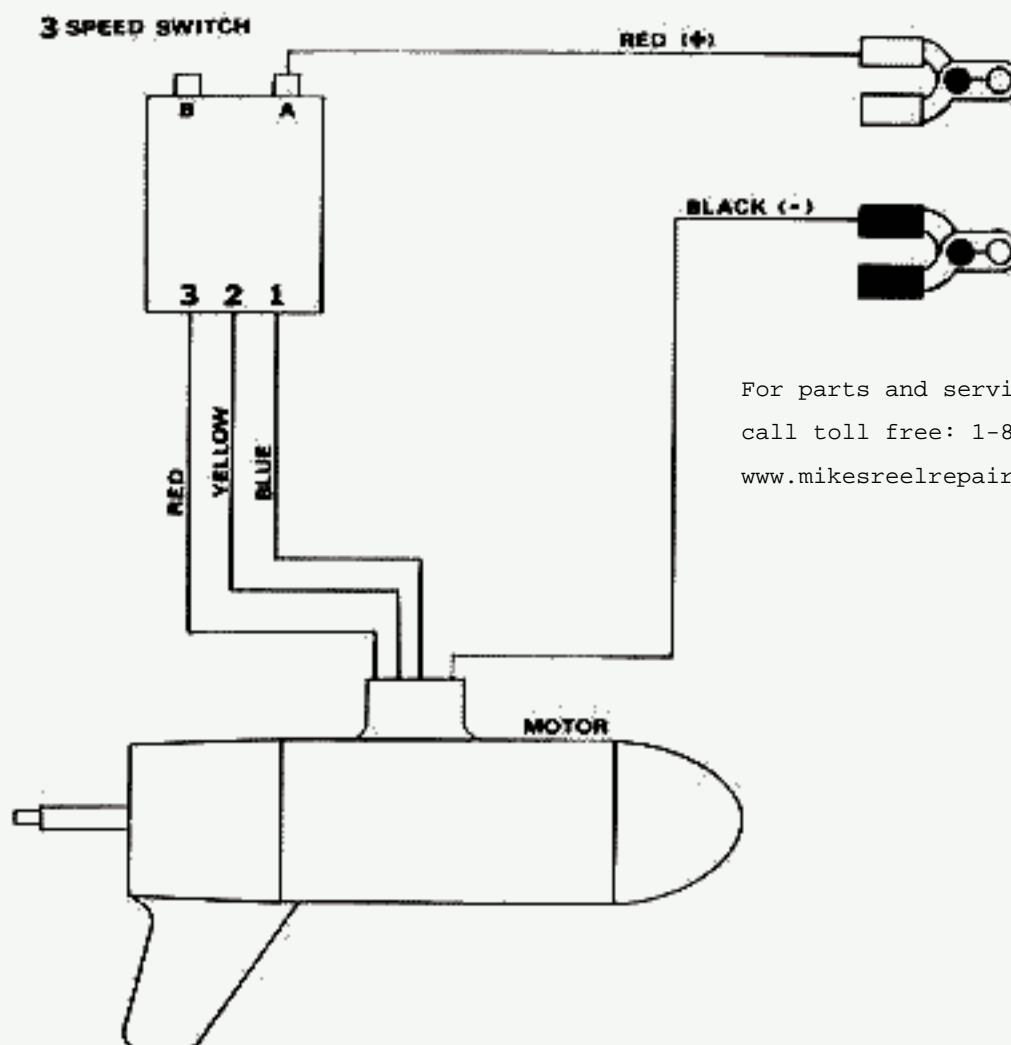 3 SPEED SWITCH
RED (+)
B A
BLACK (-)
3 2 1
For parts and servi
call toll free: 1-8
www.mikesreelrepair
RED
YELLOW
BLUE
MOTOR